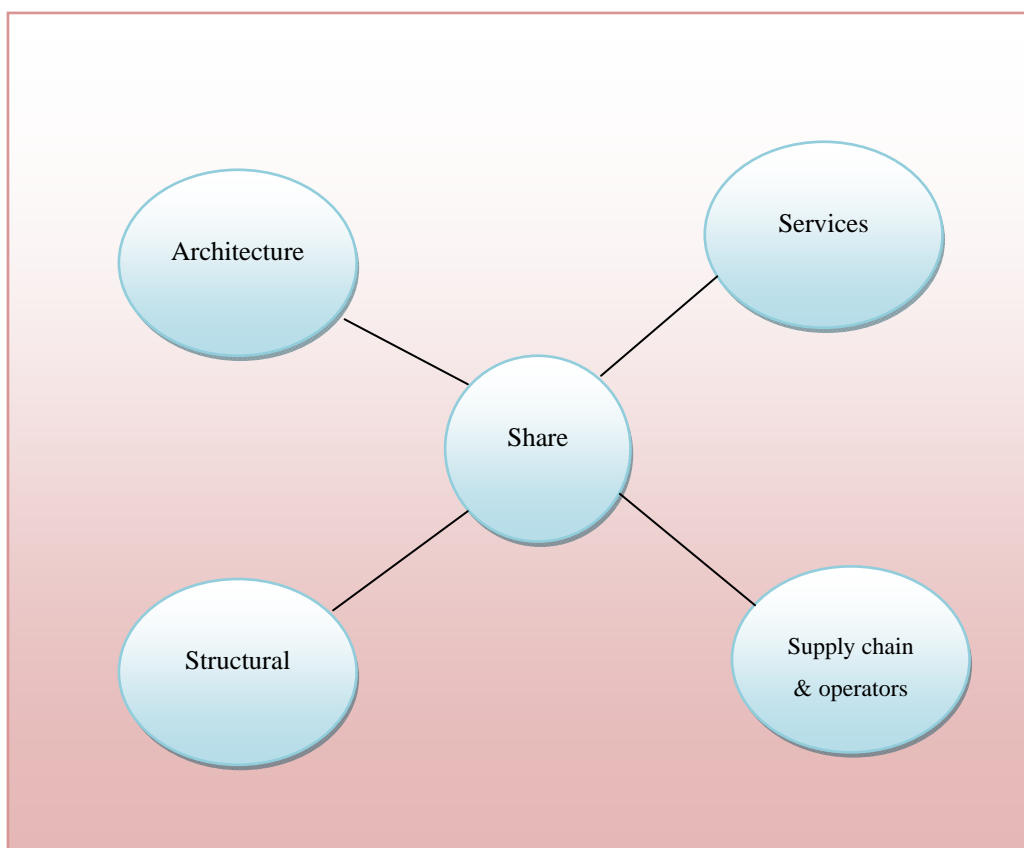 Services
Architecture
Share
Structural
Supply chain
& operators